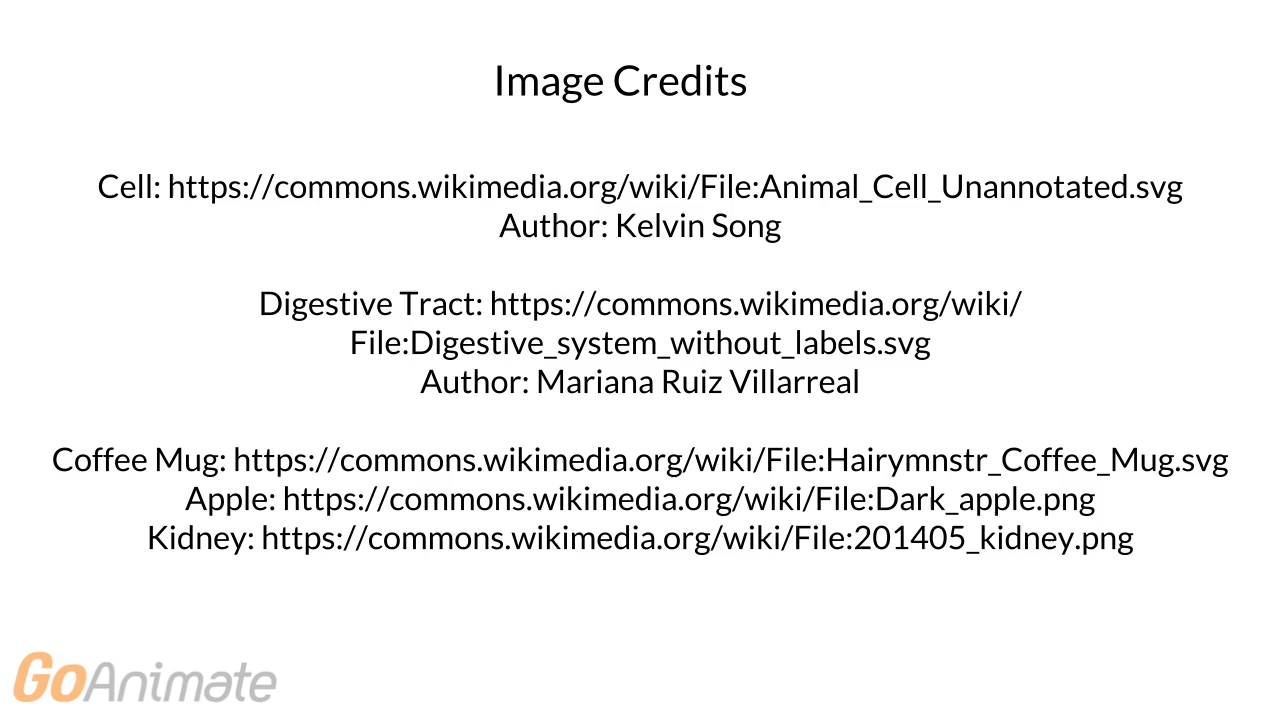 Image Credits
Cell: https://commons.wikimedia.org/wiki/File:Animal_Cell_Unannotated.svg
Author: Kelvin Song
Digestive Tract: https://commons.wikimedia.org/wiki/
File:Digestive_system_without_labels.svg
Author: Mariana Ruiz Villarreal
Coffee Mug: https://commons.wikimedia.org/wiki/File:Hairymnstr_Coffee_Mug.svg
Apple: https://commons.wikimedia.org/wiki/File:Dark_apple.png
Kidney: https://commons.wikimedia.org/wiki/File:201405_kidney.png
GoAnimate